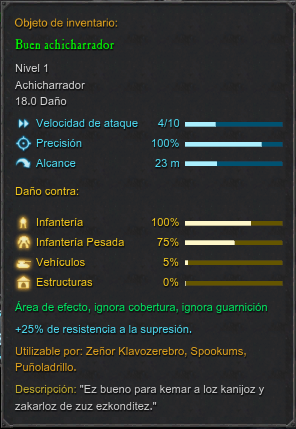 Objeto de inventario:
Buen achicharrador
Nivel 1
Achicharrador
18.0 Daño
Velocidad de ataque 4/10
Precisión 100%
Alcance 23 m
Daño contra:
Infantería 100%
Infantería Pesada 75%
Vehículos 5%
Estructuras 0%
Área de efecto, ignora cobertura, ignora guarnición
+25% de resistencia a la supresión.
Utilizable por: Zeñor Klavozerebro, Spookums,
Puñoladrillo.
Descripción: "Ez bueno para kemar a loz kanijoz y
zakarloz de zuz ezkonditez."